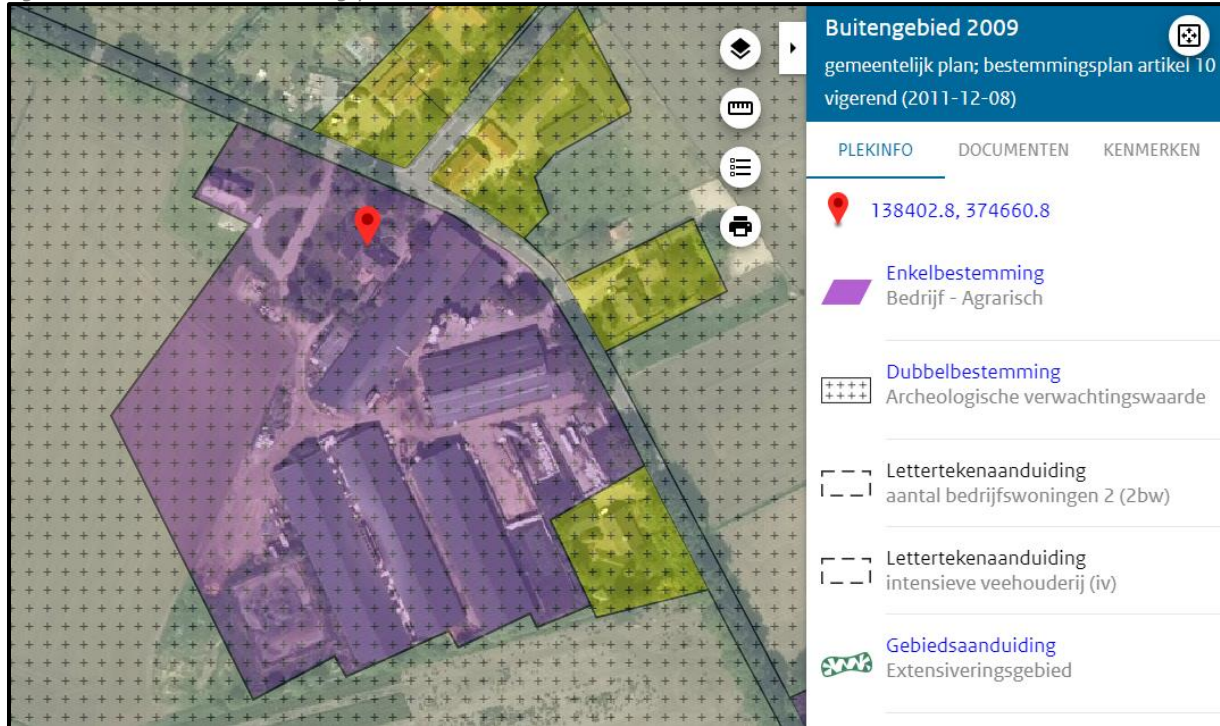 Buitengebied 2009
gemeentelijk plan; bestemmingsplan artikel 10
vigerend (2011-12-08)
PLEKINFO DOCUMENTEN KENMERKEN
138402.8, 374660.8
Enkelbestemming
Bedrijf - Agrarisch
Dubbelbestemming
Archeologische verwachtingswaarde
Lettertekenaanduiding
aantal bedrijfswoningen 2 (2bw)
Lettertekenaanduiding
intensieve veehouderij (iv)
Gebiedsaanduiding
Extensiveringsgebied